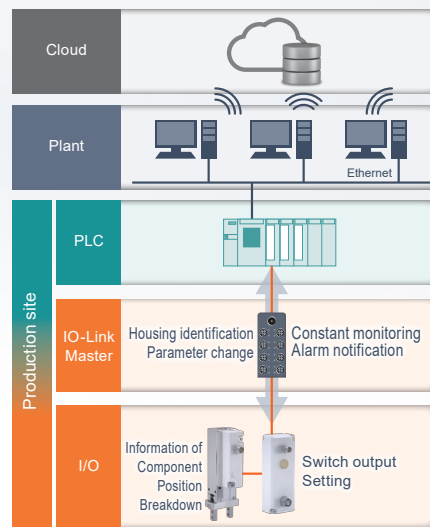 Cloud
Plant
Ethernet
Production site
PLC
IO-Link
Master
Housing identification
Parameter change
Constant monitoring
Alarm notification
I/O
Information of
Component
Position
Breakdown
Switch output
Setting